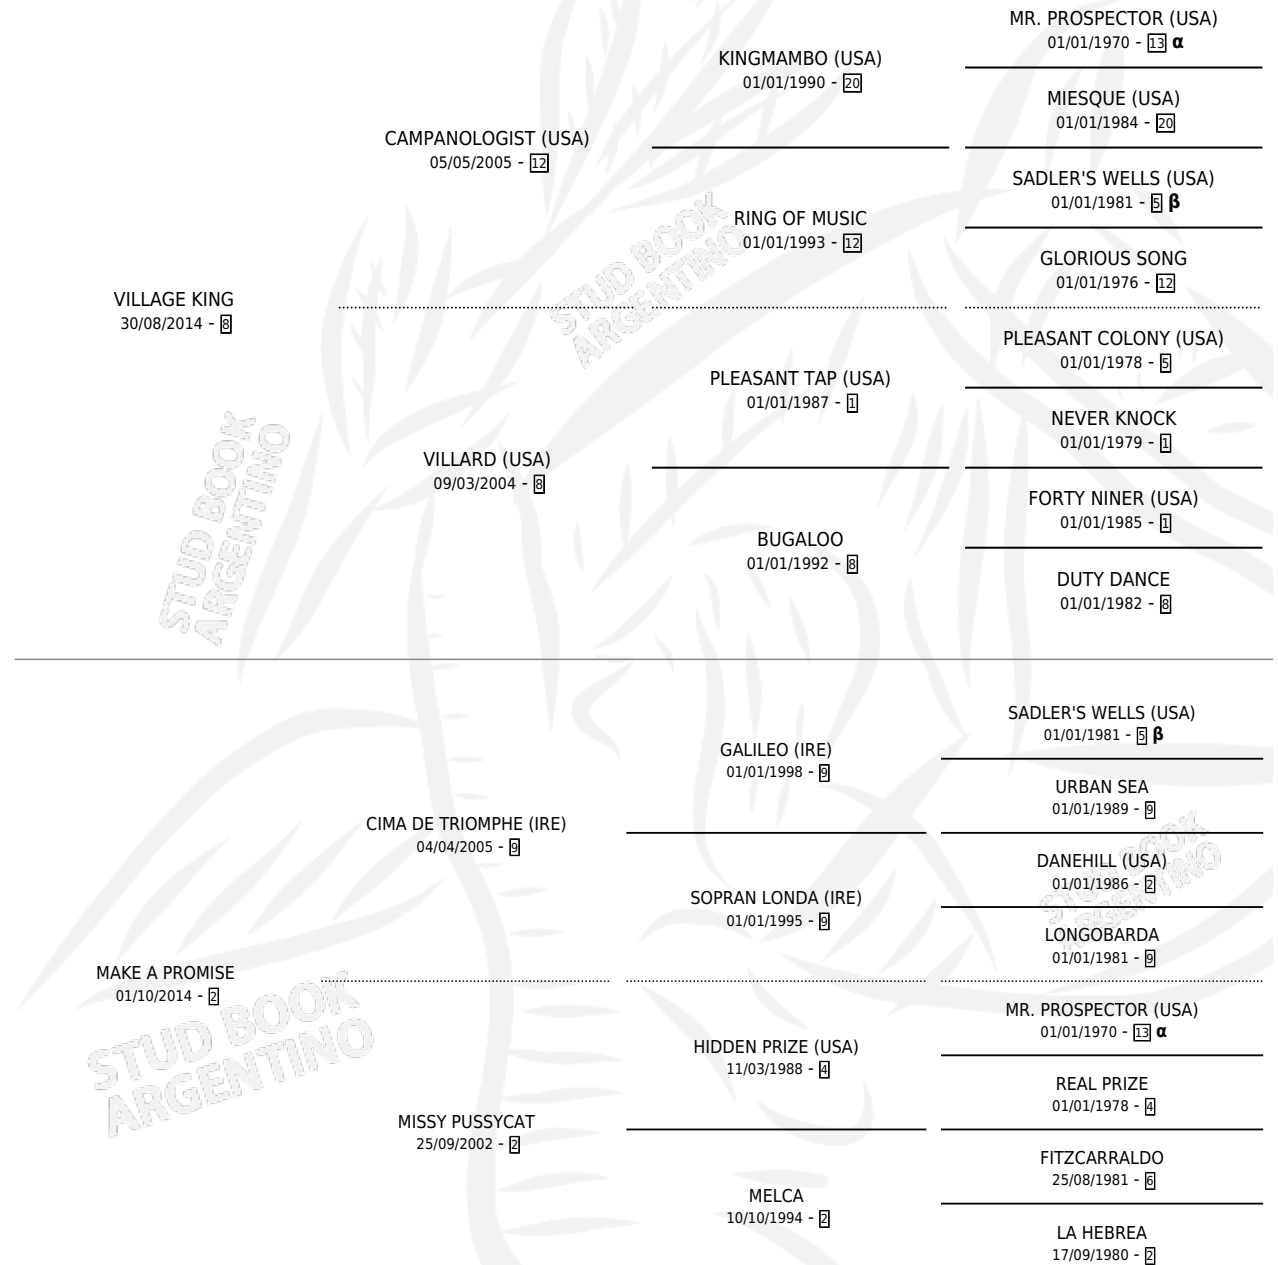 MR. PROSPECTOR (USA)
01/01/1970 - 13 α
KINGMAMBO (USA)
01/01/1990 - 20
MIESQUE (USA)
01/01/1984 - 20
CAMPANOLOGIST (USA)
05/05/2005 - 12
SADLER'S WELLS (USA)
01/01/1981 - 5 β
RING OF MUSIC
01/01/1993 - 12
GLORIOUS SONG
01/01/1976 - 12
VILLAGE KING
30/08/2014 - 8
PLEASANT COLONY (USA)
01/01/1978 - 5
PLEASANT TAP (USA)
01/01/1987 - 1
NEVER KNOCK
01/01/1979 - 1
VILLARD (USA)
09/03/2004 - 8
FORTY NINER (USA)
01/01/1985 - 1
BUGALOO
01/01/1992 - 8
DUTY DANCE
01/01/1982 - 8
SADLER'S WELLS (USA)
01/01/1981 - 5 β
GALILEO (IRE)
01/01/1998 - 9
URBAN SEA
01/01/1989 - 9
CIMA DE TRIOMPHE (IRE)
04/04/2005 - 9
DANEHILL (USA)
01/01/1986 - 2
SOPRAN LONDA (IRE)
01/01/1995 - 9
LONGOBARDA
01/01/1981 - 9
MAKE A PROMISE
01/10/2014 - 2
MR. PROSPECTOR (USA)
01/01/1970 - 13 α
HIDDEN PRIZE (USA)
11/03/1988 - 4
REAL PRIZE
01/01/1978 - 4
MISSY PUSSYCAT
25/09/2002 - 2
FITZCARRALDO
25/08/1981 - 6
MELCA
10/10/1994 - 2
LA HEBREA
17/09/1980 - 2
STUD BOOK
ARGENTINO
STUD BOOK
ARGENTINO
STUD BOOK
ARGENTINO
STUD BOOK
ARGENTINO